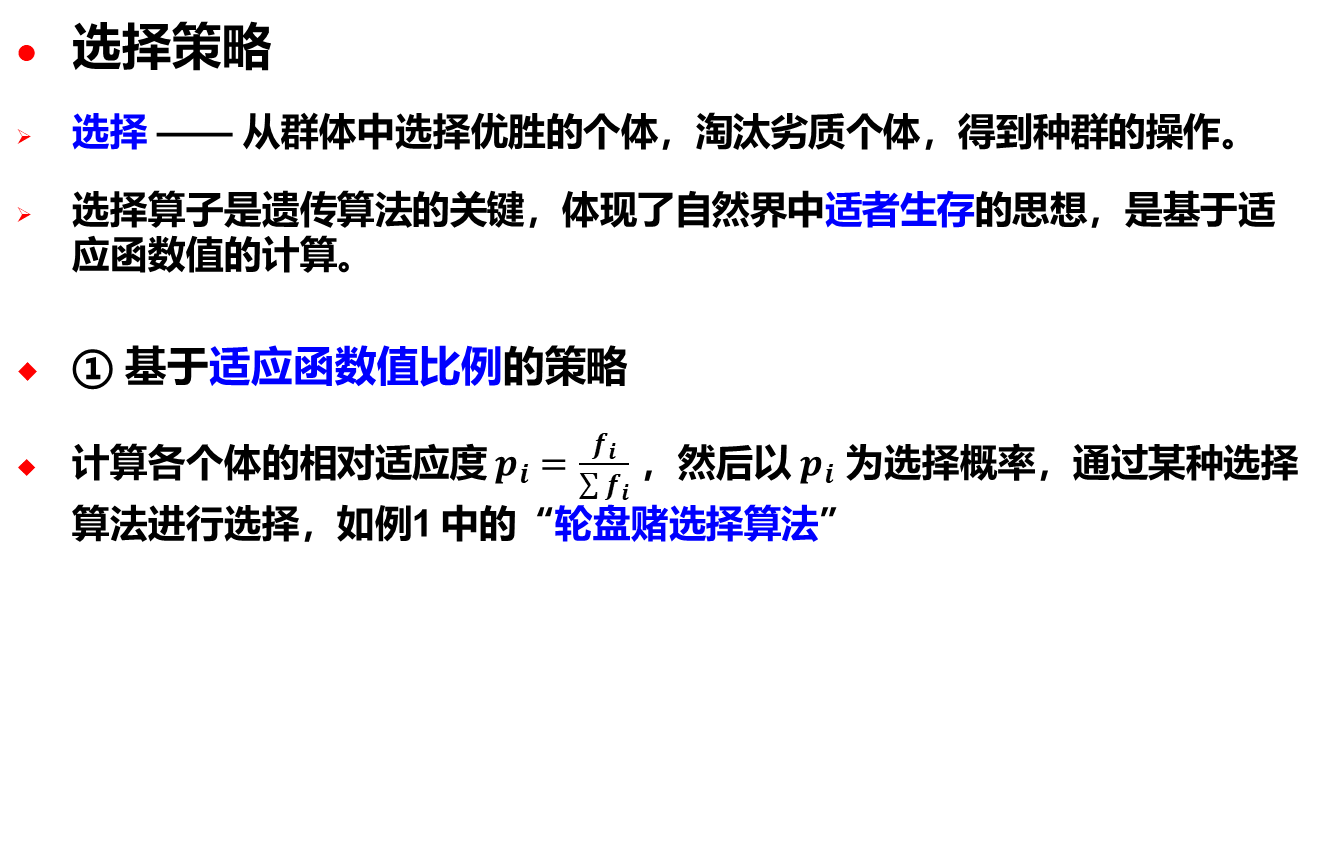 ● 选择策略
➢ 选择 —— 从群体中选择优胜的个体，淘汰劣质个体，得到种群的操作。
➢ 选择算子是遗传算法的关键，体现了自然界中适者生存的思想，是基于适
应函数值的计算。
◆ ① 基于适应函数值比例的策略
◆ 计算各个体的相对适应度 $p_i = \frac{f_i}{\sum f_i}$ ，然后以 $p_i$ 为选择概率，通过某种选择
算法进行选择，如例1 中的“轮盘赌选择算法”